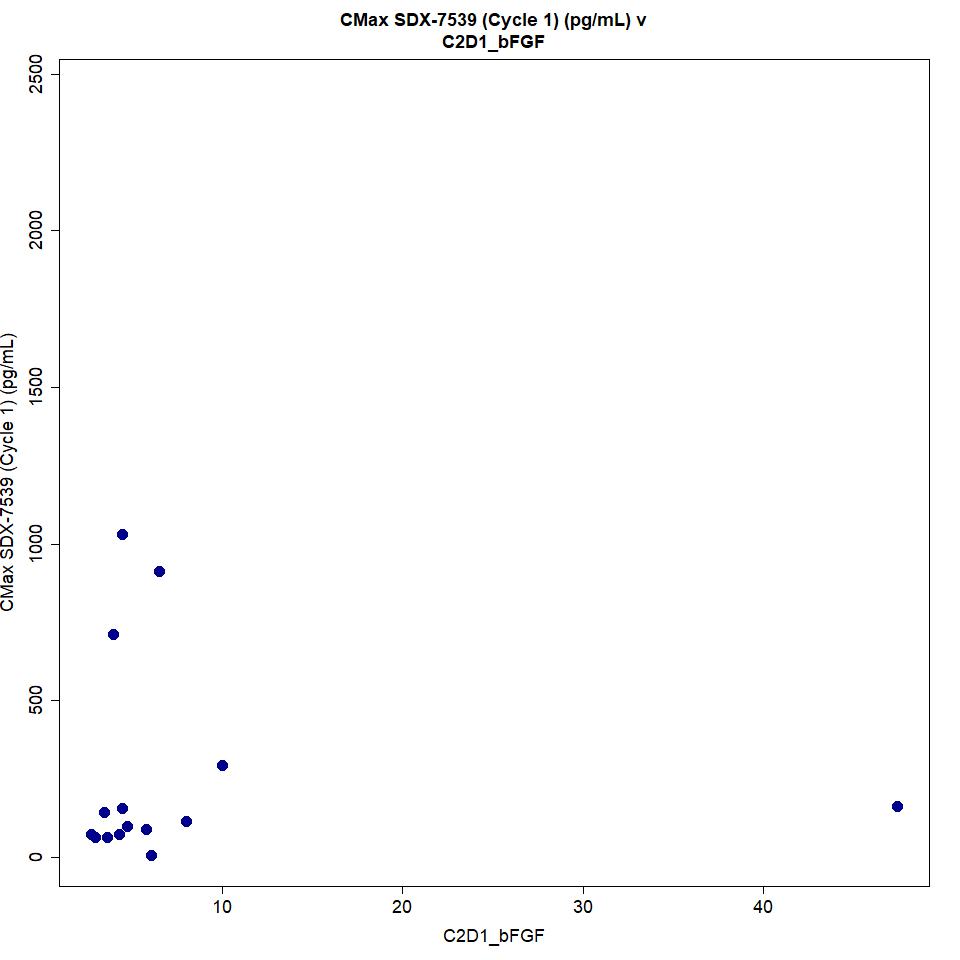 CMax SDX-7539 (Cycle 1) (pg/mL) v
C2D1_bFGF
2500
2000
1500
1000
500
0
CMax SDX-7539 (Cycle 1) (pg/mL)
10 20 30 40
C2D1_bFGF